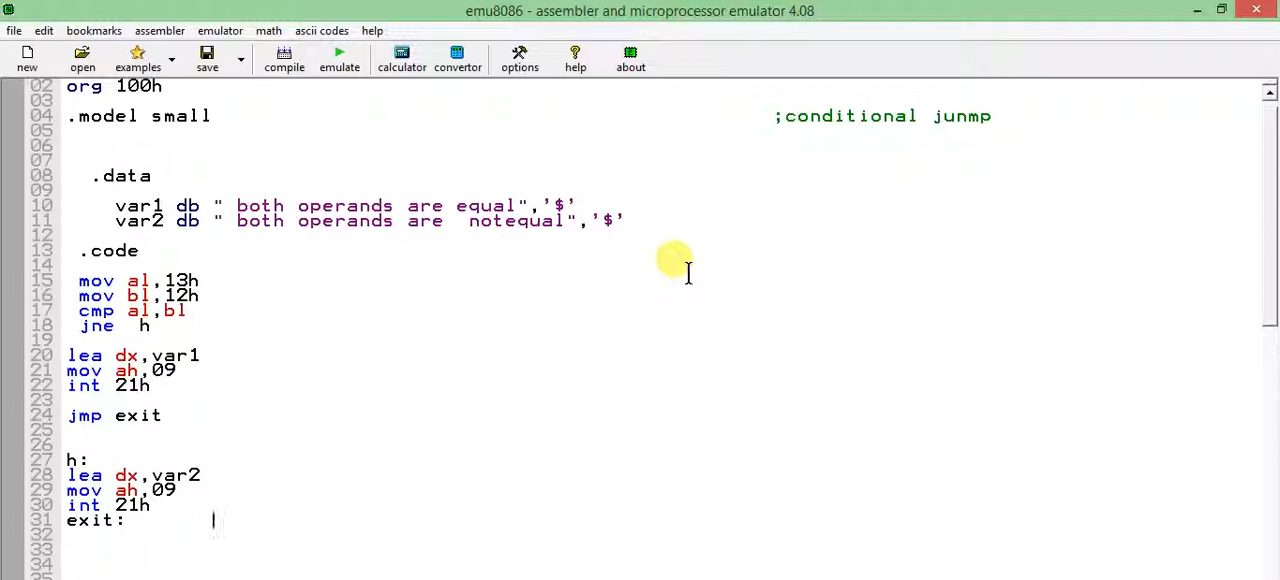 emu8086 - assembler and microprocessor emulator 4.08
file edit bookmarks assembler emulator math ascii codes help
new open examples save compile emulate calculator convertor options help about
02 org 100h
03
04 .model small ;conditional junmp
05
06
07
08 .data
09
10 var1 db " both operands are equal",'$'
11 var2 db " both operands are  notequal",'$'
12
13 .code
14
15 mov al,13h
16 mov bl,12h
17 cmp al,bl
18 jne  h
19
20 lea dx,var1
21 mov ah,09
22 int 21h
23
24 jmp exit
25
26
27 h:
28 lea dx,var2
29 mov ah,09
30 int 21h
31 exit:
32
33
34
35